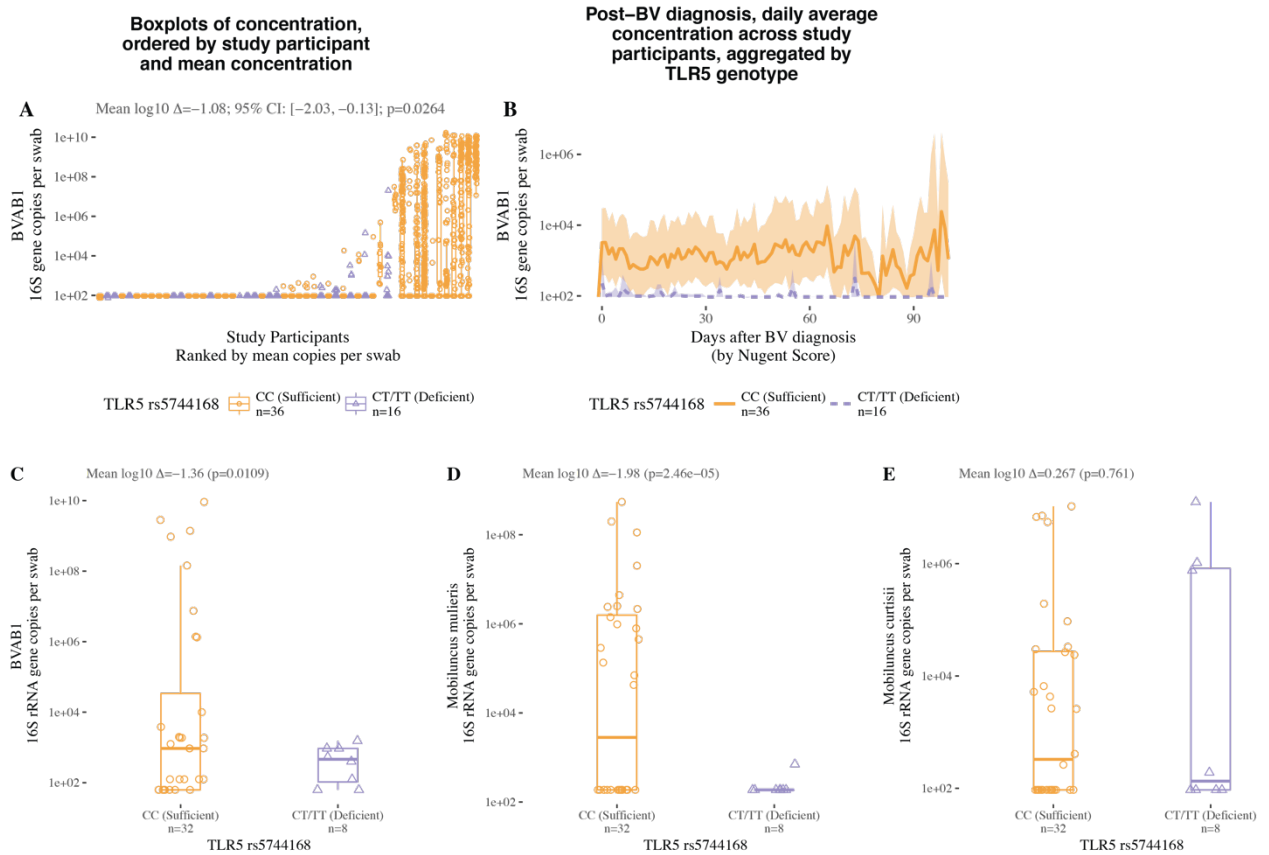 Boxplots of concentration,
ordered by study participant
and mean concentration
Post−BV diagnosis, daily average
concentration across study
participants, aggregated by
TLR5 genotype
A
Mean log10 Δ=−1.08; 95% CI: [−2.03, −0.13]; p=0.0264
BVAB1
16S gene copies per swab
1e+10
1e+08
1e+06
1e+04
1e+02
Study Participants
Ranked by mean copies per swab
TLR5 rs5744168
CC (Sufficient)
n=36
CT/TT (Deficient)
n=16
B
BVAB1
16S gene copies per swab
1e+06
1e+04
1e+02
0 30 60 90
Days after BV diagnosis
(by Nugent Score)
TLR5 rs5744168
CC (Sufficient)
n=36
CT/TT (Deficient)
n=16
C
Mean log10 Δ=−1.36 (p=0.0109)
BVAB1
16S rRNA gene copies per swab
1e+10
1e+08
1e+06
1e+04
1e+02
CC (Sufficient)
n=32
CT/TT (Deficient)
n=8
TLR5 rs5744168
D
Mean log10 Δ=−1.98 (p=2.46e−05)
Mobiluncus mulieris
16S rRNA gene copies per swab
1e+08
1e+06
1e+04
1e+02
CC (Sufficient)
n=32
CT/TT (Deficient)
n=8
TLR5 rs5744168
E
Mean log10 Δ=0.267 (p=0.761)
Mobiluncus curtisii
16S rRNA gene copies per swab
1e+06
1e+04
1e+02
CC (Sufficient)
n=32
CT/TT (Deficient)
n=8
TLR5 rs5744168